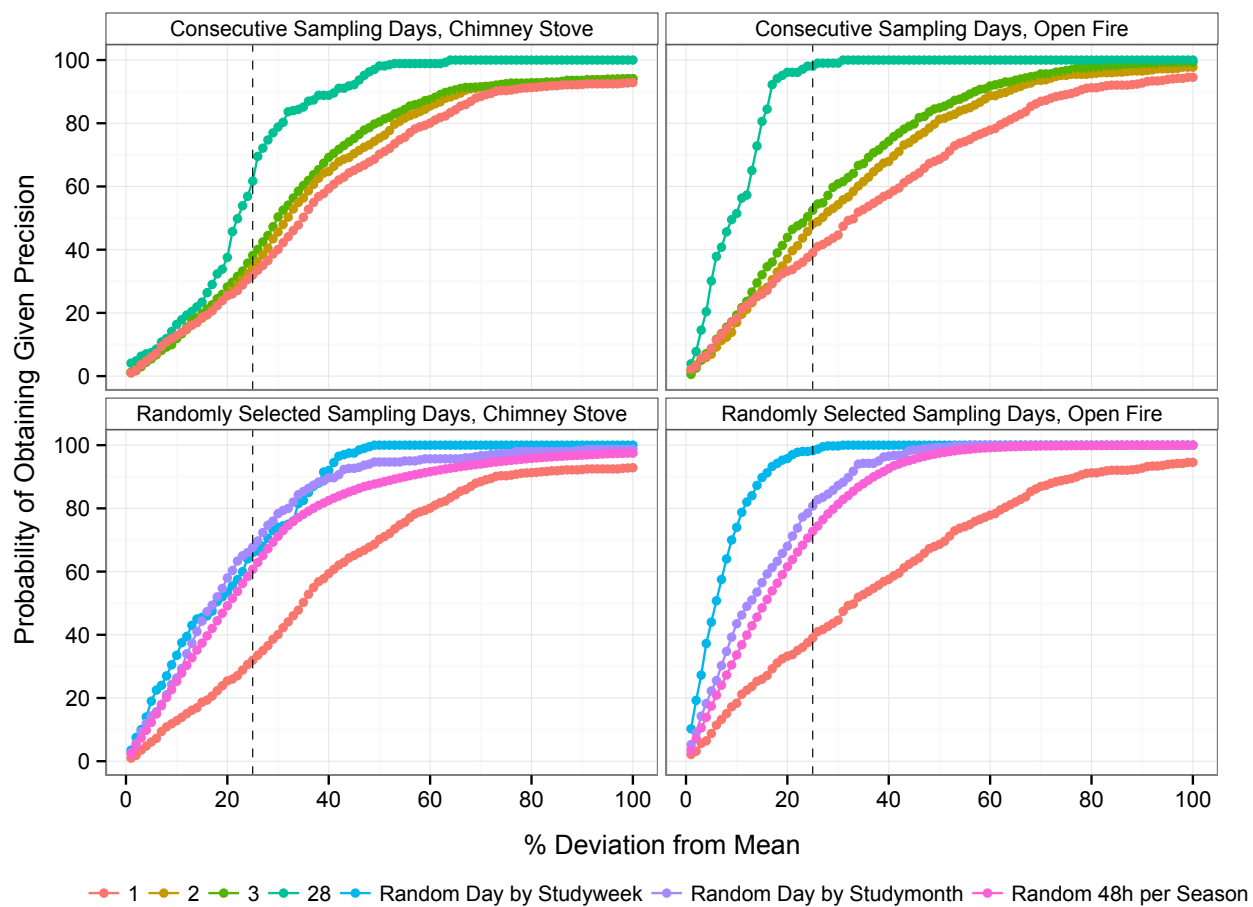 Consecutive Sampling Days, Chimney Stove
Consecutive Sampling Days, Open Fire
100
80
60
40
20
0
Randomly Selected Sampling Days, Chimney Stove
Randomly Selected Sampling Days, Open Fire
100
80
60
40
20
0
Probability of Obtaining Given Precision
0 20 40 60 80 100
0 20 40 60 80 100
% Deviation from Mean
1 2 3 28 Random Day by Studyweek Random Day by Studymonth Random 48h per Season